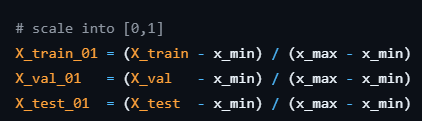 # scale into [0,1]
X_train_01 = (X_train - x_min) / (x_max - x_min)
X_val_01   = (X_val   - x_min) / (x_max - x_min)
X_test_01  = (X_test  - x_min) / (x_max - x_min)